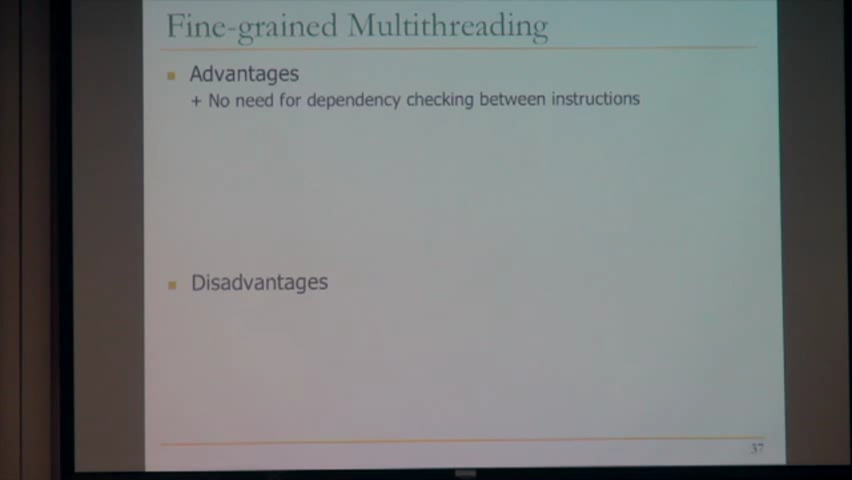 Fine-grained Multithreading
Advantages
+ No need for dependency checking between instructions
Disadvantages
37